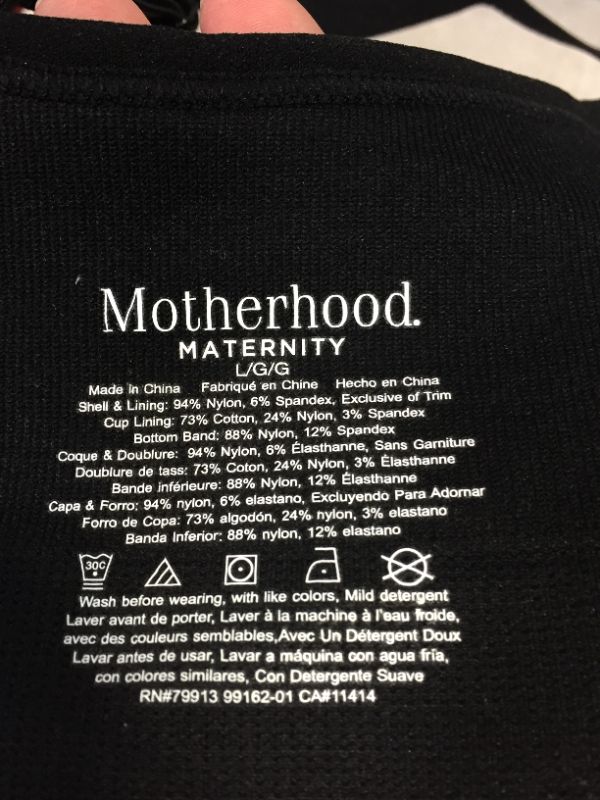 Motherhood.
MATERNITY
L/G/G
Made in China Fabriqué en Chine Hecho en China
Shell & Lining: 94% Nylon, 6% Spandex, Exclusive of Trim
Cup Lining: 73% Cotton, 24% Nylon, 3% Spandex
Bottom Band: 88% Nylon, 12% Spandex
Coque & Doublure: 94% Nylon, 6% Élasthanne, Sans Garniture
Doublure de tass: 73% Coton, 24% Nylon, 3% Élasthanne
Bande inférieure: 88% Nylon, 12% Élasthanne
Capa & Forro: 94% nylon, 6% elastano, Excluyendo Para Adornar
Forro de Copa: 73% algodón, 24% nylon, 3% elastano
Banda Inferior: 88% nylon, 12% elastano
30C
Wash before wearing, with like colors, Mild detergent
Laver avant de porter, Laver à la machine à l'eau froide,
avec des couleurs semblables,Avec Un Détergent Doux
Lavar antes de usar, Lavar a máquina con agua fría,
con colores similares, Con Detergente Suave
RN#79913 99162-01 CA#11414